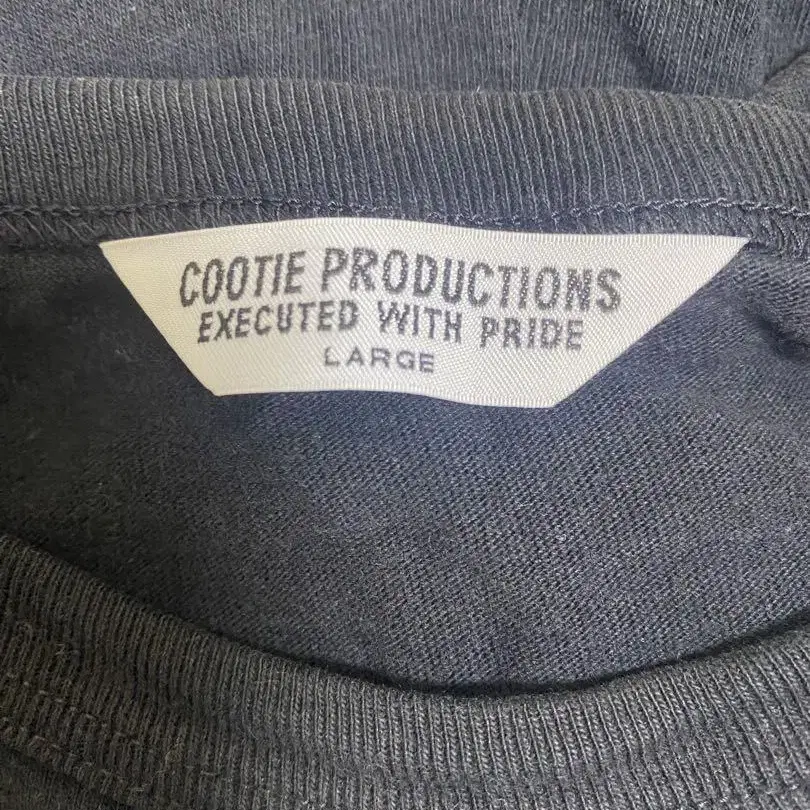 COOTIE PRODUCTIONS
EXECUTED WITH PRIDE
LARGE